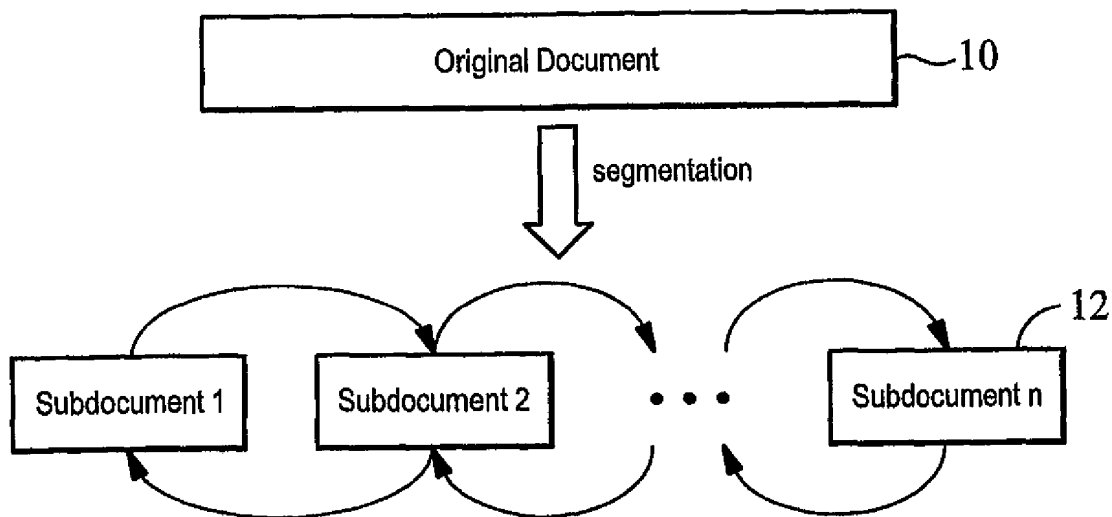 Original Document
10
segmentation
12
Subdocument 1
Subdocument 2
Subdocument n